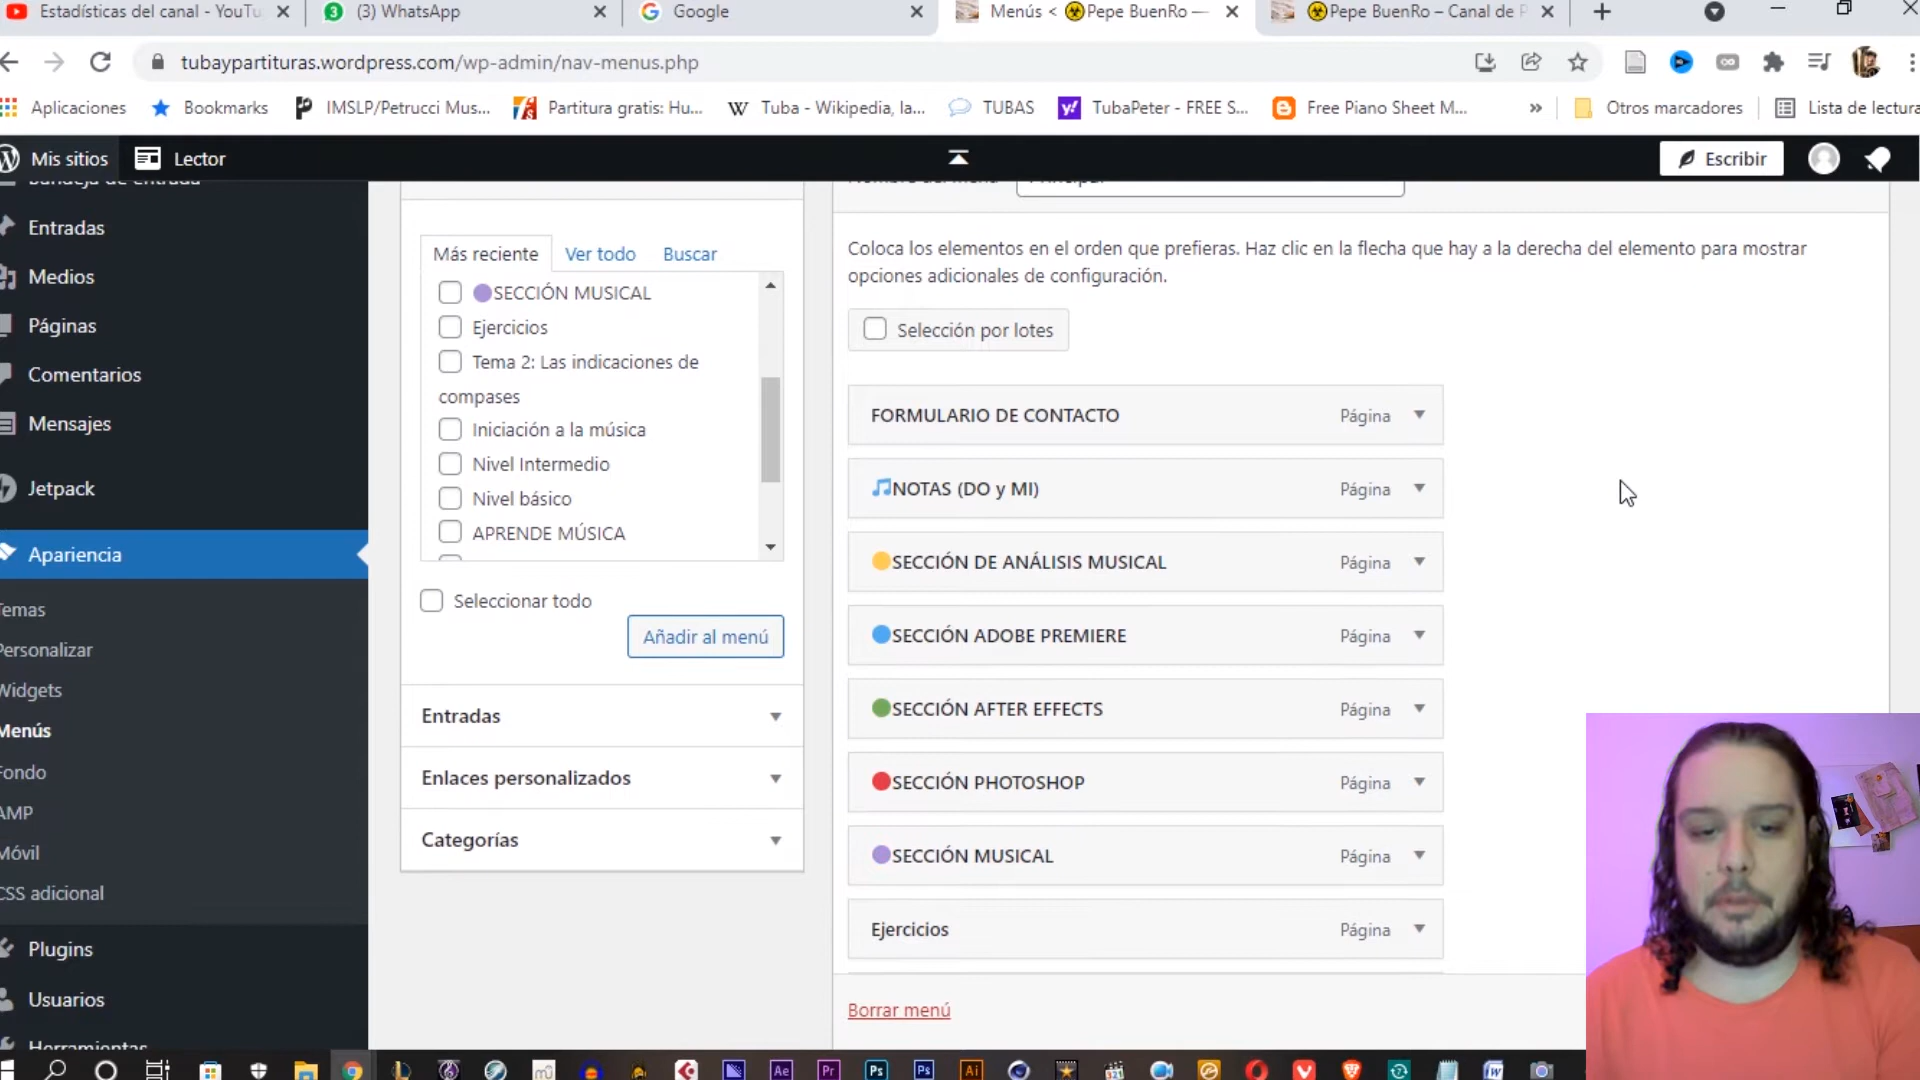 Estadísticas del canal - YouTu
(3) WhatsApp
Google
Menús < ☣Pepe BuenRo —
☣Pepe BuenRo – Canal de P
tubaypartituras.wordpress.com/wp-admin/nav-menus.php
Aplicaciones
Bookmarks
IMSLP/Petrucci Mus...
Partitura gratis: Hu...
Tuba - Wikipedia, la...
TUBAS
TubaPeter - FREE S...
Free Piano Sheet M...
»
Otros marcadores
Lista de lectura
Mis sitios
Lector
Escribir
Bandeja de entrada
Entradas
Medios
Páginas
Comentarios
Mensajes
Jetpack
Apariencia
Temas
Personalizar
Widgets
Menús
Fondo
AMP
Móvil
CSS adicional
Plugins
Usuarios
Herramientas
Más reciente
Ver todo
Buscar
SECCIÓN MUSICAL
Ejercicios
Tema 2: Las indicaciones de
compases
Iniciación a la música
Nivel Intermedio
Nivel básico
APRENDE MÚSICA
Seleccionar todo
Añadir al menú
Entradas
Enlaces personalizados
Categorías
Coloca los elementos en el orden que prefieras. Haz clic en la flecha que hay a la derecha del elemento para mostrar
opciones adicionales de configuración.
Selección por lotes
FORMULARIO DE CONTACTO Página
🎵NOTAS (DO y MI) Página
SECCIÓN DE ANÁLISIS MUSICAL Página
SECCIÓN ADOBE PREMIERE Página
SECCIÓN AFTER EFFECTS Página
SECCIÓN PHOTOSHOP Página
SECCIÓN MUSICAL Página
Ejercicios Página
Borrar menú